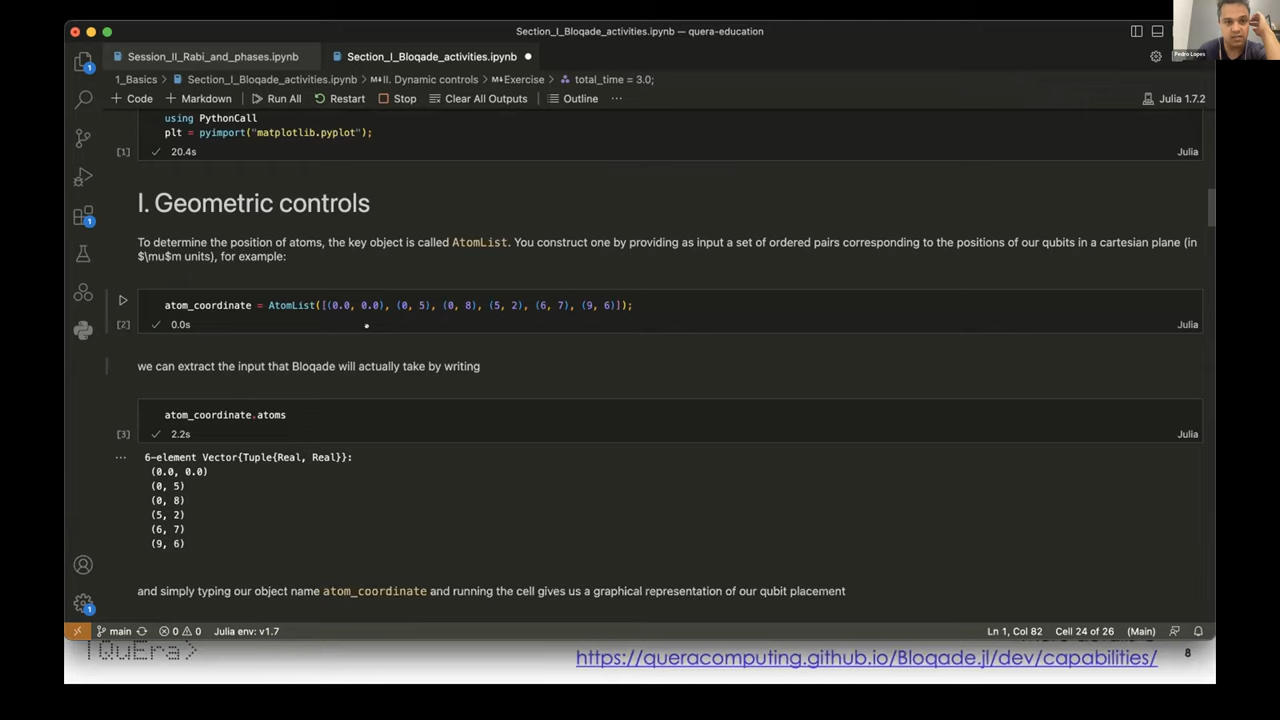 Section_I_Bloqade_activities.ipynb — quera-education
Pedro Lopes
Session_II_Rabi_and_phases.ipynb
Section_I_Bloqade_activities.ipynb
1_Basics > Section_I_Bloqade_activities.ipynb > II. Dynamic controls > Exercise > total_time = 3.0;
+ Code + Markdown Run All Restart Stop Clear All Outputs Outline ···
Julia 1.7.2
using PythonCall
plt = pyimport("matplotlib.pyplot");
[1] 20.4s Julia
I. Geometric controls
To determine the position of atoms, the key object is called AtomList. You construct one by providing as input a set of ordered pairs corresponding to the positions of our qubits in a cartesian plane (in
$\mu$m units), for example:
atom_coordinate = AtomList([(0.0, 0.0), (0, 5), (0, 8), (5, 2), (6, 7), (9, 6)]);
[2] 0.0s Julia
we can extract the input that Bloqade will actually take by writing
atom_coordinate.atoms
[3] 2.2s Julia
··· 6-element Vector{Tuple{Real, Real}}:
(0.0, 0.0)
(0, 5)
(0, 8)
(5, 2)
(6, 7)
(9, 6)
and simply typing our object name atom_coordinate and running the cell gives us a graphical representation of our qubit placement
main 0 0 Julia env: v1.7 Ln 1, Col 82 Cell 24 of 26 (Main)
|QuEra>
https://queracomputing.github.io/Bloqade.jl/dev/capabilities/
8